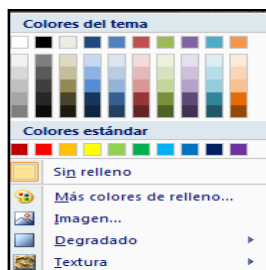 Colores del tema
Colores estándar
Sin relleno
Más colores de relleno...
Imagen...
Degradado
Textura